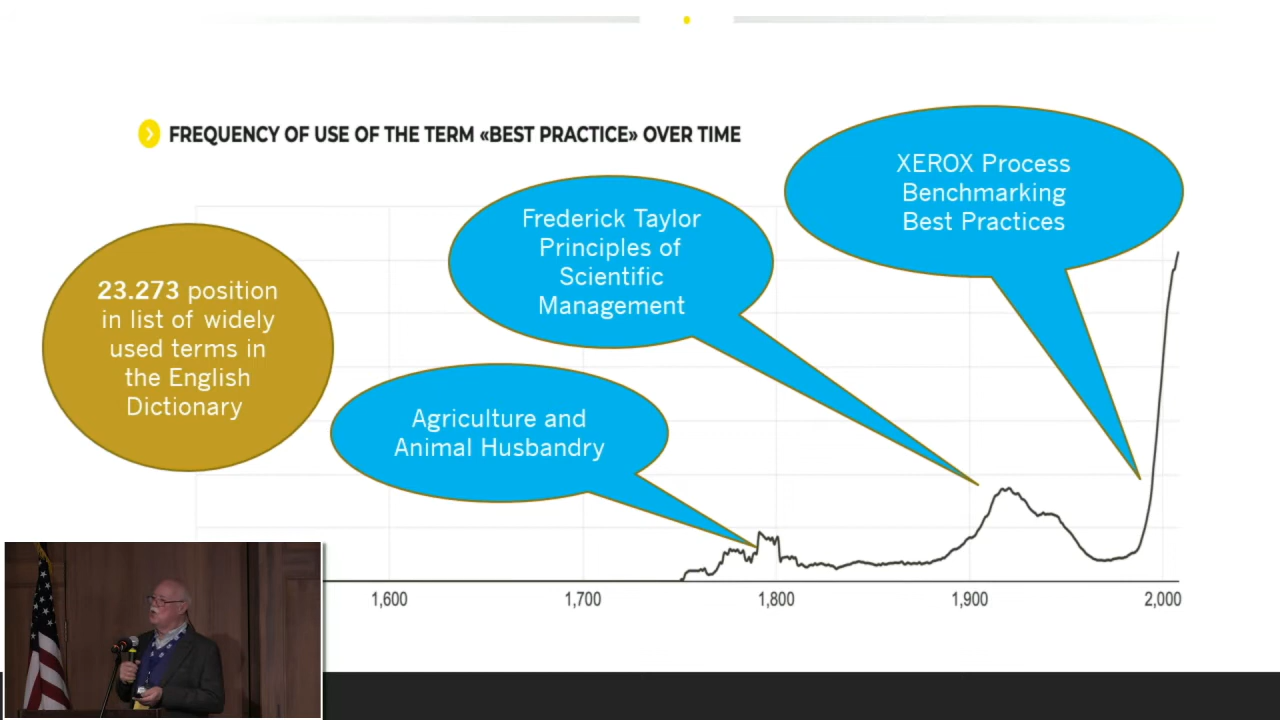 FREQUENCY OF USE OF THE TERM «BEST PRACTICE» OVER TIME
XEROX Process
Benchmarking
Best Practices
Frederick Taylor
Principles of
Scientific
Management
23.273 position
in list of widely
used terms in
the English
Dictionary
Agriculture and
Animal Husbandry
1,600 1,700 1,800 1,900 2,000